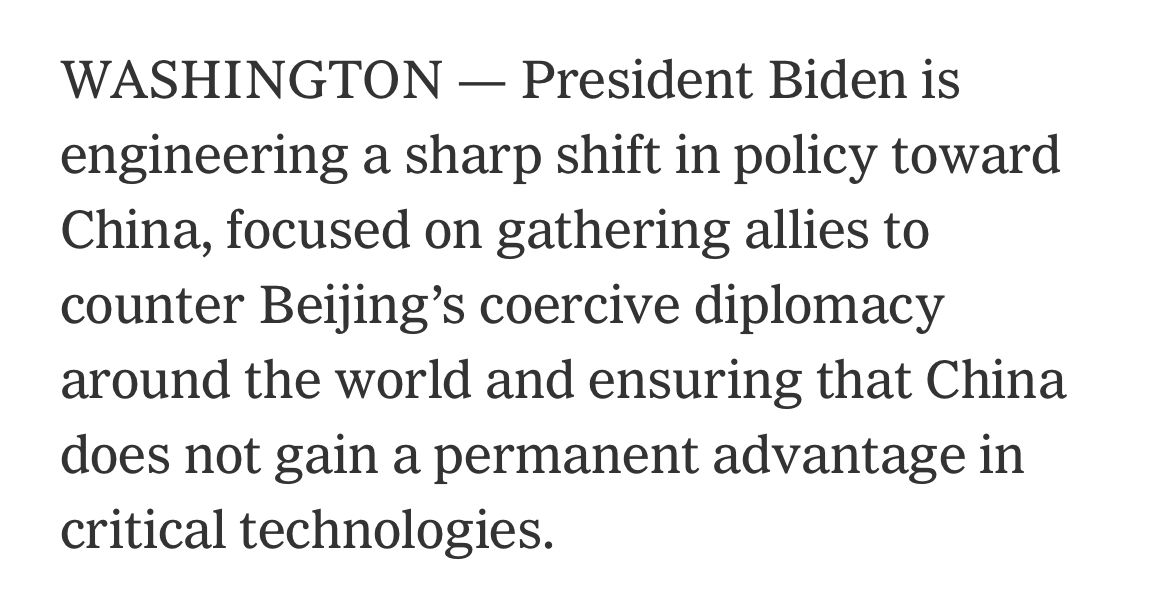 WASHINGTON — President Biden is
engineering a sharp shift in policy toward
China, focused on gathering allies to
counter Beijing’s coercive diplomacy
around the world and ensuring that China
does not gain a permanent advantage in
critical technologies.